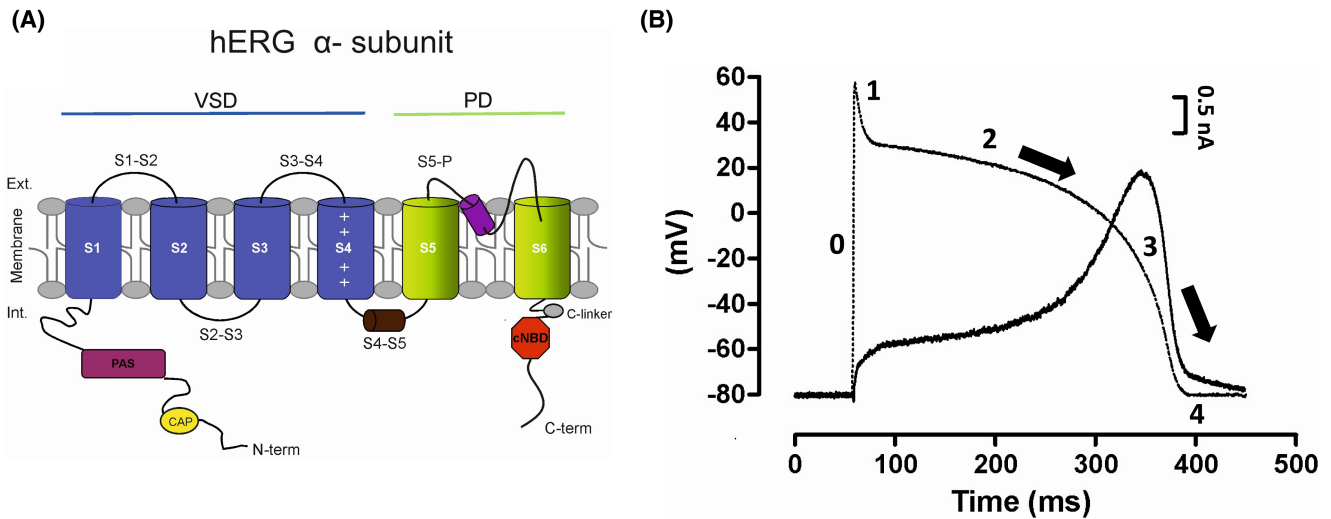 (A)
hERG α- subunit
VSD
PD
S1-S2
S3-S4
S5-P
Ext.
Membrane
Int.
S1
S2
S3
S4
+
+
+
+
S5
S6
S2-S3
S4-S5
C-linker
cNBD
PAS
CAP
N-term
C-term
(B)
60
40
20
0
-20
-40
-60
-80
(mV)
0
1
2
3
4
0.5 nA
0
100
200
300
400
500
Time (ms)